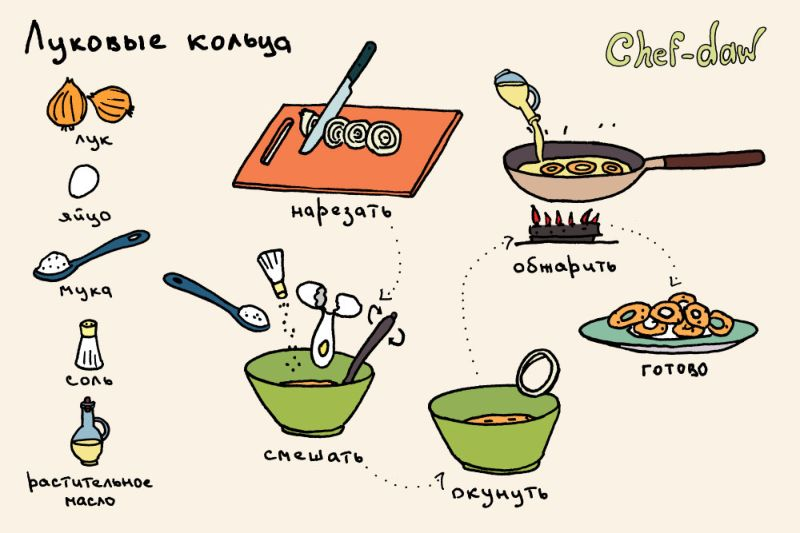 Луковые кольца
Chef-daw
лук
яйцо
мука
соль
растительное
масло
нарезать
смешать
окунуть
обжарить
готово